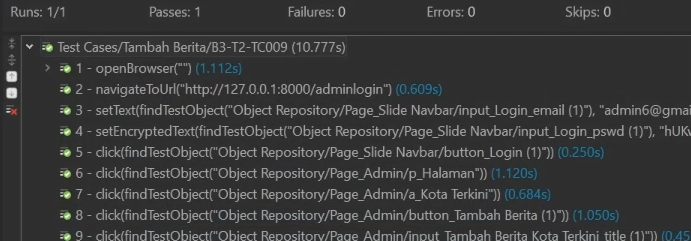 Runs: 1/1 Passes: 1 Failures: 0 Errors: 0 Skips: 0
Test Cases/Tambah Berita/B3-T2-TC009 (10.777s)
1 - openBrowser("") (1.112s)
2 - navigateToUrl("http://127.0.0.1:8000/adminlogin") (0.609s)
3 - setText(findTestObject("Object Repository/Page_Slide Navbar/input_Login_email (1)"), "admin6@gmai
4 - setEncryptedText(findTestObject("Object Repository/Page_Slide Navbar/input_Login_pswd (1)"), "hUKw
5 - click(findTestObject("Object Repository/Page_Slide Navbar/button_Login (1)")) (0.250s)
6 - click(findTestObject("Object Repository/Page_Admin/p_Halaman")) (1.120s)
7 - click(findTestObject("Object Repository/Page_Admin/a_Kota Terkini")) (0.684s)
8 - click(findTestObject("Object Repository/Page_Admin/button_Tambah Berita (1)")) (1.050s)
9 - click(findTestObject("Object Repository/Page_Admin/input_Tambah Berita Kota Terkini_title (1)")) (0.45